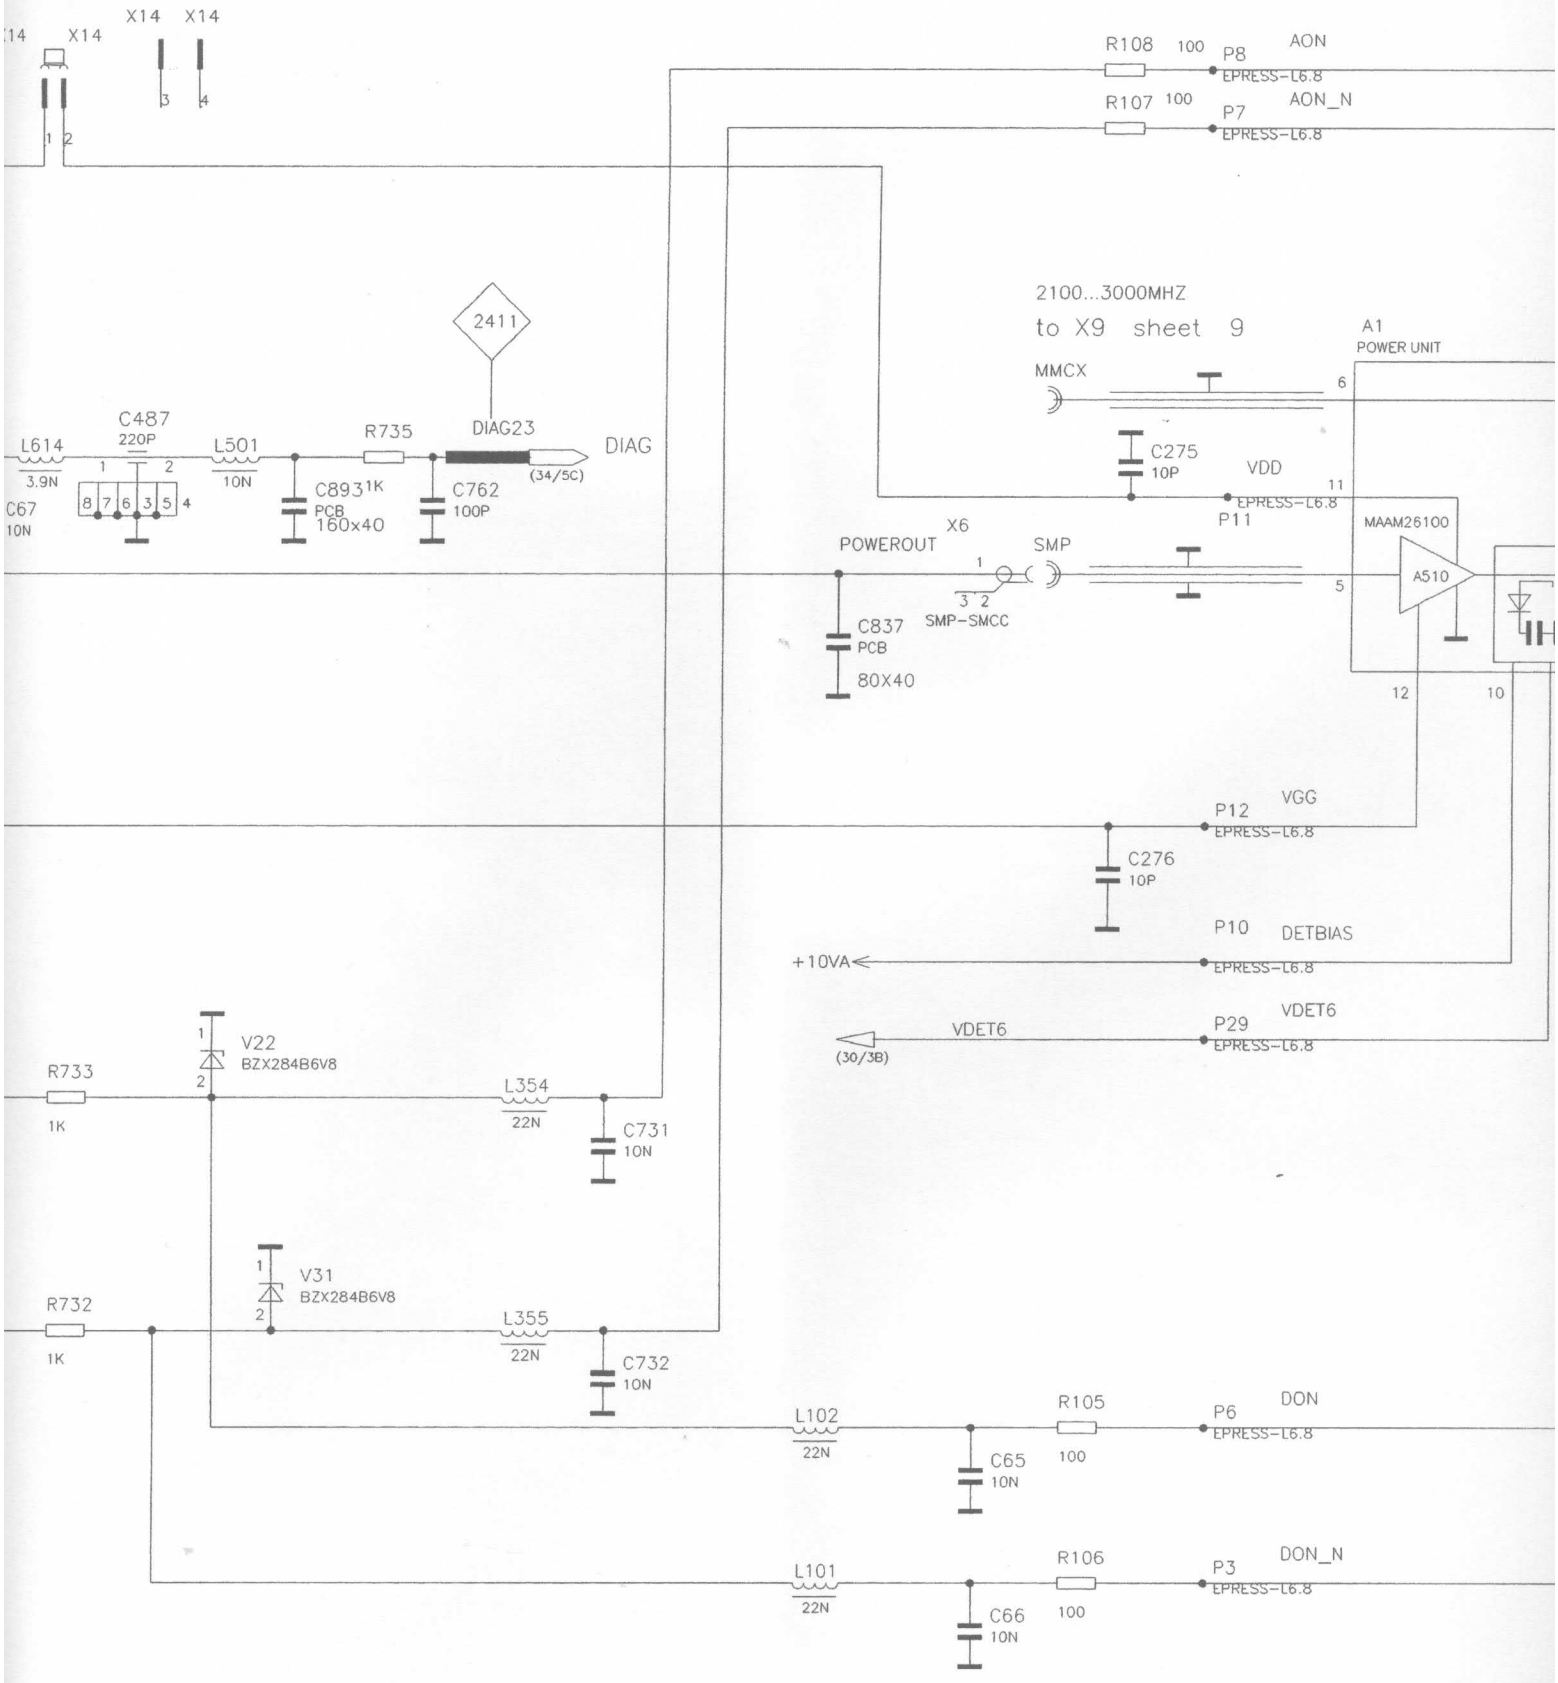 X14 X14
X14
3 4
1 2
R108 100 P8 AON
EPRESS-L6.8
R107 100 P7 AON_N
EPRESS-L6.8
2411
2100...3000MHZ
to X9 sheet 9
A1
POWER UNIT
MMCX
6
C487
220P
L614
3.9N
1 2
L501
10N
R735
1K
DIAG23
(34/5C)
DIAG
8 7 6 3 5 4
C67
10N
C893
PCB
160x40
C762
100P
C275
10P
VDD
EPRESS-L6.8
11
P11
MAAM26100
A510
POWEROUT
X6
1
3 2
SMP-SMCC
SMP
5
C837
PCB
80X40
12 10
P12 VGG
EPRESS-L6.8
C276
10P
P10 DETBIAS
+10VA
EPRESS-L6.8
VDET6
(30/3B)
P29 VDET6
EPRESS-L6.8
1
V22
BZX284B6V8
2
R733
1K
L354
22N
C731
10N
1
V31
BZX284B6V8
2
R732
1K
L355
22N
C732
10N
L102
22N
C65
10N
R105
100
P6 DON
EPRESS-L6.8
L101
22N
C66
10N
R106
100
P3 DON_N
EPRESS-L6.8